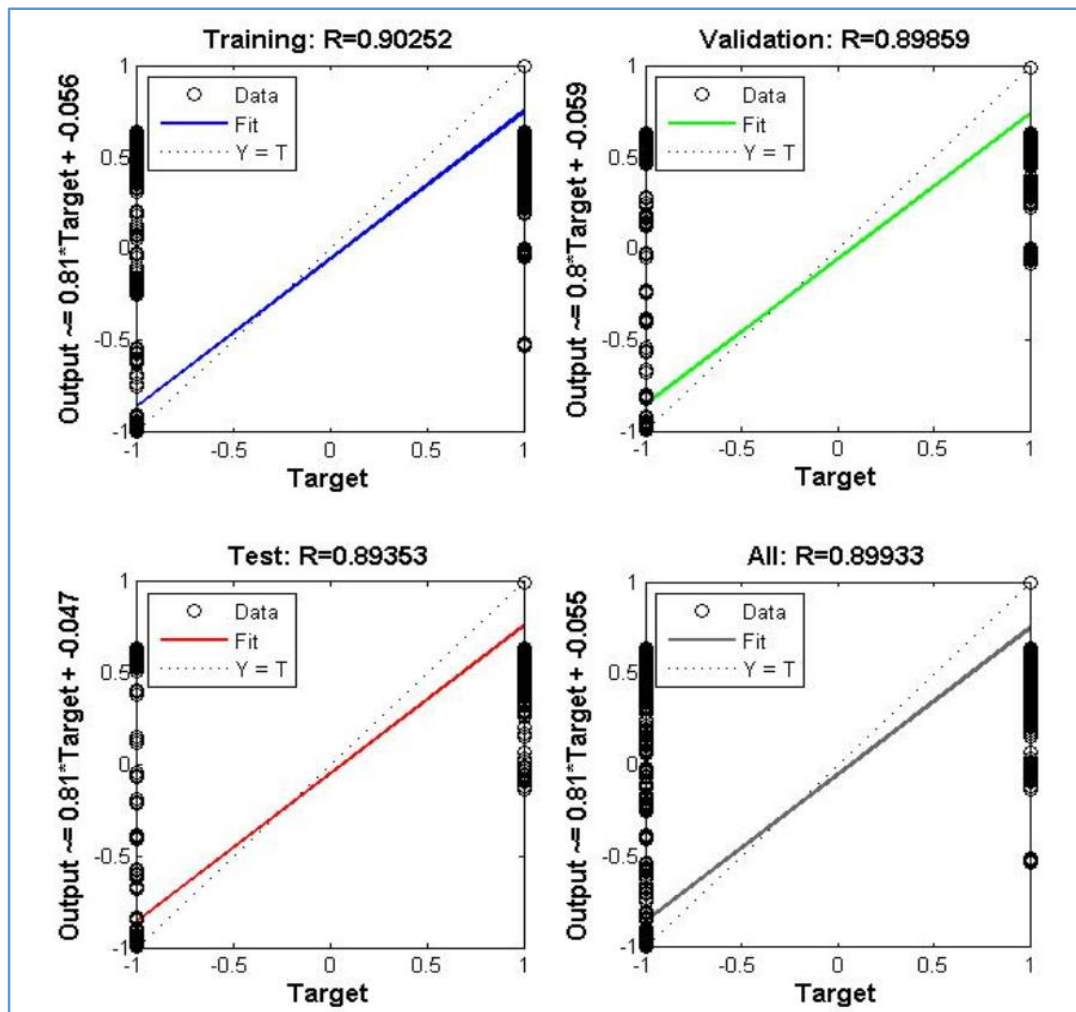 Training: R=0.90252
Output ~= 0.81*Target + -0.056
1
0.5
0
-0.5
-1
Data
Fit
Y = T
-1
-0.5
0
0.5
1
Target
Validation: R=0.89859
Output ~= 0.8*Target + -0.059
1
0.5
0
-0.5
-1
Data
Fit
Y = T
-1
-0.5
0
0.5
1
Target
Test: R=0.89353
Output ~= 0.81*Target + -0.047
1
0.5
0
-0.5
-1
Data
Fit
Y = T
-1
-0.5
0
0.5
1
Target
All: R=0.89933
Output ~= 0.81*Target + -0.055
1
0.5
0
-0.5
-1
Data
Fit
Y = T
-1
-0.5
0
0.5
1
Target